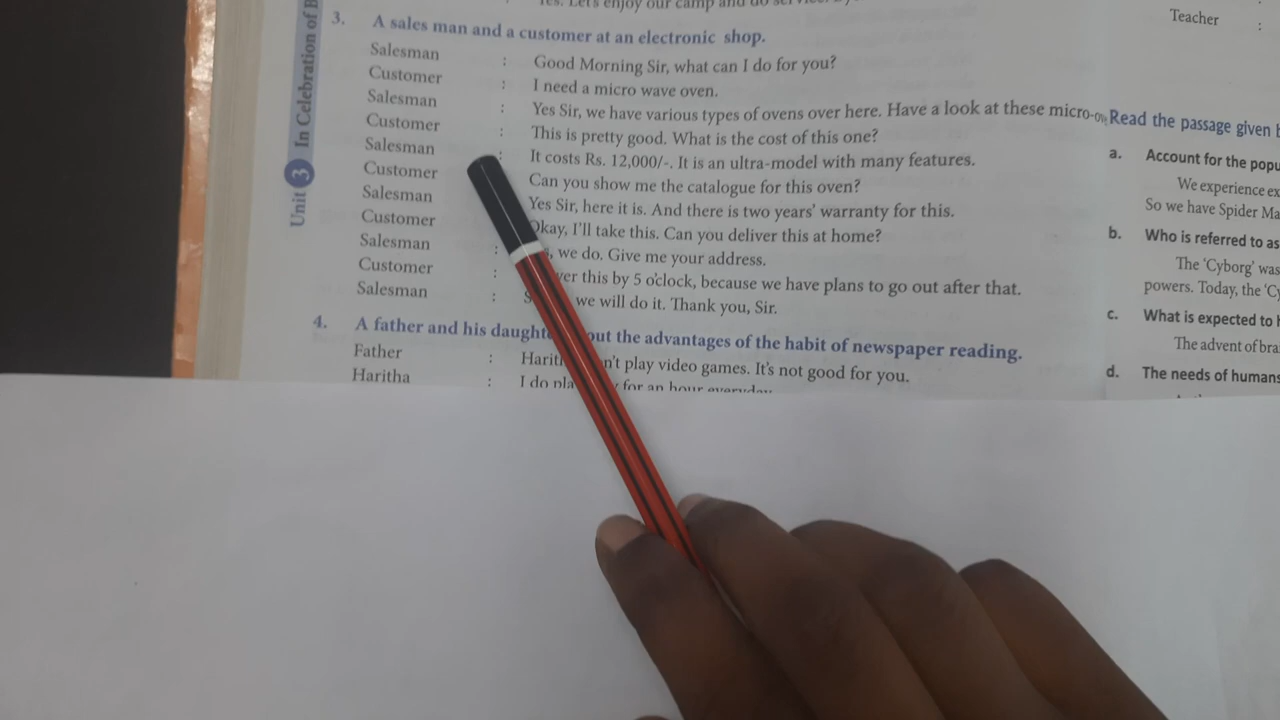 Yes. Lets enjoy our camp and do
3. A sales man and a customer at an electronic shop.
Salesman : Good Morning Sir, what can I do for you?
Customer : I need a micro wave oven.
Salesman : Yes Sir, we have various types of ovens over here. Have a look at these micro-
Customer : This is pretty good. What is the cost of this one?
Salesman : It costs Rs. 12,000/-. It is an ultra-model with many features.
Customer Can you show me the catalogue for this oven?
Salesman Yes Sir, here it is. And there is two years' warranty for this.
Customer Okay, I'll take this. Can you deliver this at home?
Salesman : we do. Give me your address.
Customer : this by 5 o'clock, because we have plans to go out after that.
Salesman : we will do it. Thank you, Sir.
4. A father and his the advantages of the habit of newspaper reading.
Father : play video games. It's not good for you.
Haritha : I do for an hour everyday
Unit 3 In Celebration of
Teacher :
Read the passage given
a. Account for the
We experience
So we have Spider
b. Who is referred to as
The 'Cyborg' was
powers. Today, the
c. What is expected to
The advent of
d. The needs of humans